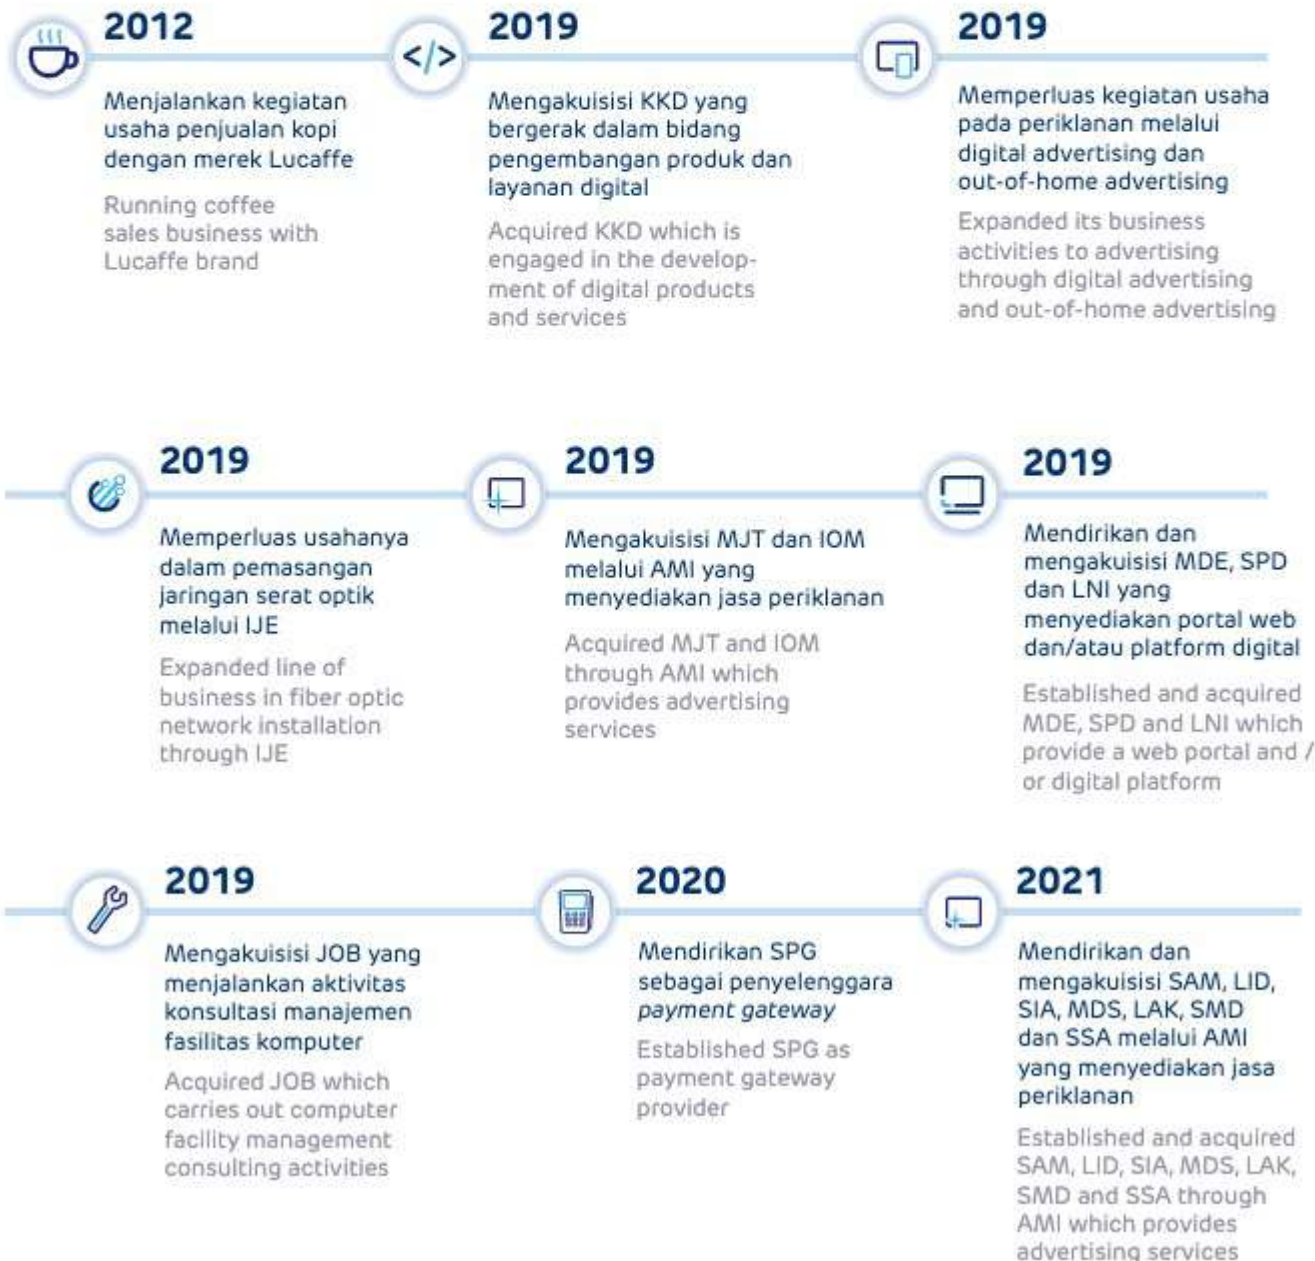 2012
Menjalankan kegiatan
usaha penjualan kopi
dengan merek Lucaffe
Running coffee
sales business with
Lucaffe brand
</>
2019
Mengakuisisi KKD yang
bergerak dalam bidang
pengembangan produk dan
layanan digital
Acquired KKD which is
engaged in the develop-
ment of digital products
and services
2019
Memperluas kegiatan usaha
pada periklanan melalui
digital advertising dan
out-of-home advertising
Expanded its business
activities to advertising
through digital advertising
and out-of-home advertising
2019
Memperluas usahanya
dalam pemasangan
jaringan serat optik
melalui IJE
Expanded line of
business in fiber optic
network installation
through IJE
2019
Mengakuisisi MJT dan IOM
melalui AMI yang
menyediakan jasa periklanan
Acquired MJT and IOM
through AMI which
provides advertising
services
2019
Mendirikan dan
mengakuisisi MDE, SPD
dan LNI yang
menyediakan portal web
dan/atau platform digital
Established and acquired
MDE, SPD and LNI which
provide a web portal and /
or digital platform
2019
Mengakuisisi JOB yang
menjalankan aktivitas
konsultasi manajemen
fasilitas komputer
Acquired JOB which
carries out computer
facility management
consulting activities
2020
Mendirikan SPG
sebagai penyelenggara
payment gateway
Established SPG as
payment gateway
provider
2021
Mendirikan dan
mengakuisisi SAM, LID,
SIA, MDS, LAK, SMD
dan SSA melalui AMI
yang menyediakan jasa
periklanan
Established and acquired
SAM, LID, SIA, MDS, LAK,
SMD and SSA through
AMI which provides
advertising services